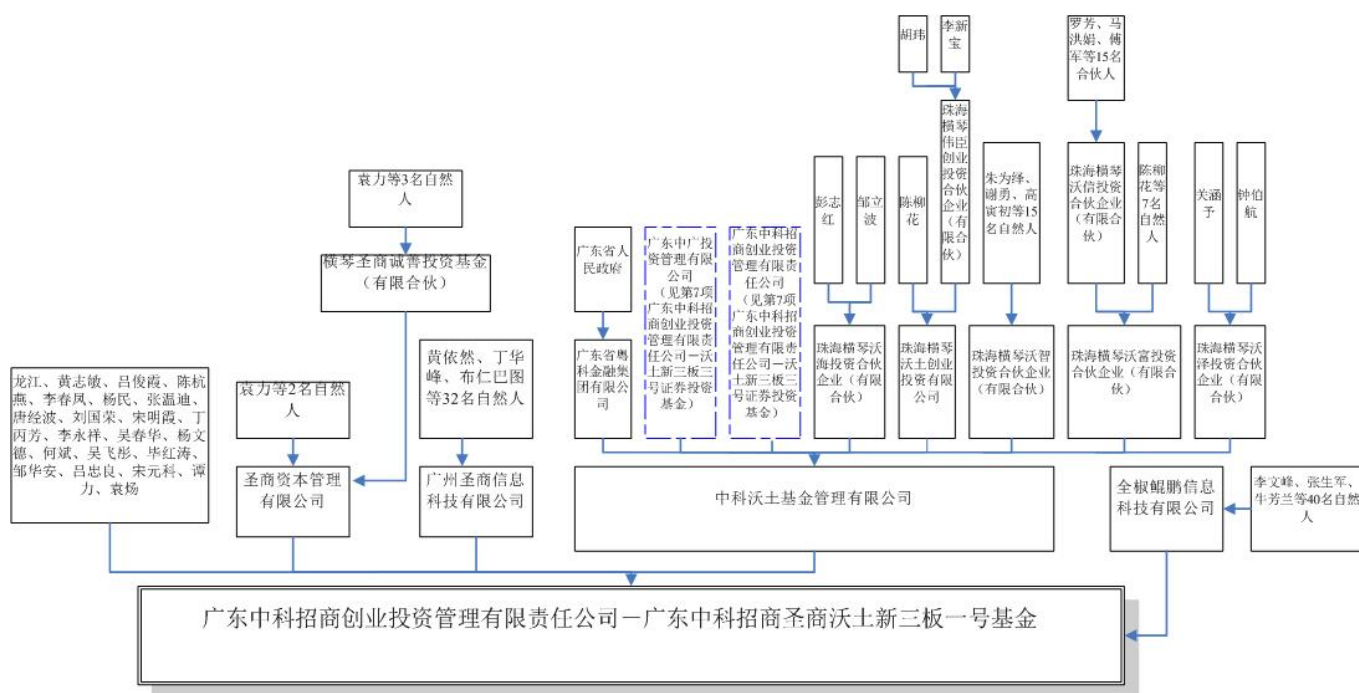 胡玮
李新
宝
罗芳、马
洪娟、傅
军等15名
合伙人
珠海
横琴
伟臣
创业
投资
合伙
企业
(有
限合
伙)
袁力等3名自然
人
彭志
红
邹立
波
陈柳
花
朱为绎、
谢勇、高
寅初等15
名自然人
珠海横琴
沃信投资
合伙企业
(有限合
伙)
陈柳
花等
7名
自然
人
关涵
予
钟伯
航
广东省人
民政府
广东中广投
资管理有限
公司
(见第7项
广东中科招
商创业投资
管理有限责
任公司-沃
土新三板三
号证券投资
基金)
广东中科招
商创业投资
管理有限责
任公司
(见第7项
广东中科招
商创业投资
管理有限责
任公司-沃
土新三板三
号证券投资
基金)
横琴圣商诚善投资基金
(有限合伙)
龙江、黄志敏、吕俊霞、陈杭
燕、李春凤、杨民、张温迪、
唐经波、刘国荣、宋明霞、丁
丙芳、李永祥、吴春华、杨文
德、何斌、吴飞彤、毕红涛、
邹华安、吕忠良、宋元科、谭
力、袁炀
袁力等2名自然
人
黄依然、丁华
峰、布仁巴图
等32名自然人
广东省粤
科金融集
团有限公
司
珠海横琴沃
海投资合伙
企业(有限
合伙)
珠海横
琴沃土
创业投
资有限
公司
珠海横琴沃智
投资合伙企业
(有限合伙)
珠海横琴沃富投资
合伙企业(有限合
伙)
珠海横琴沃
泽投资合伙
企业(有限
合伙)
圣商资本管理
有限公司
广州圣商信息
科技有限公司
中科沃土基金管理有限公司
全椒鲲鹏信息
科技有限公司
李文峰、张生军、
牛芳兰等40名自然
人
广东中科招商创业投资管理有限责任公司-广东中科招商圣商沃土新三板一号基金